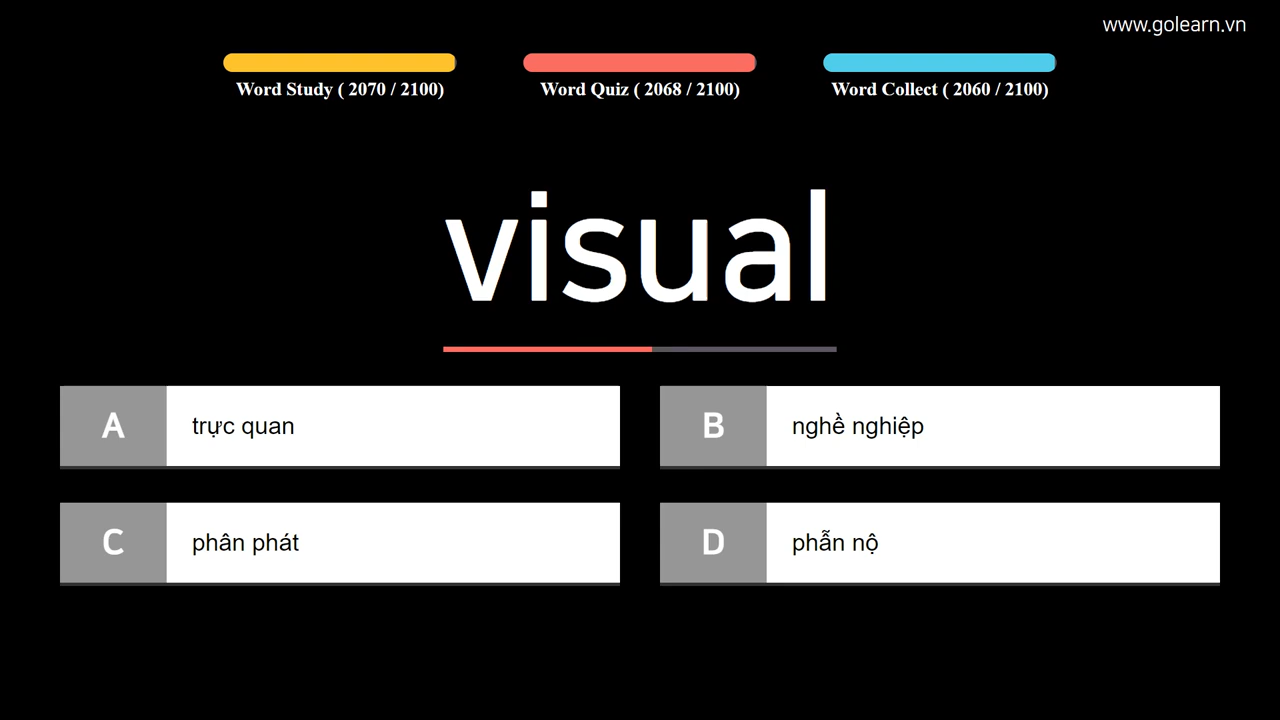 www.golearn.vn
Word Study ( 2070 / 2100)
Word Quiz ( 2068 / 2100)
Word Collect ( 2060 / 2100)
visual
A trực quan
B nghề nghiệp
C phân phát
D phẫn nộ